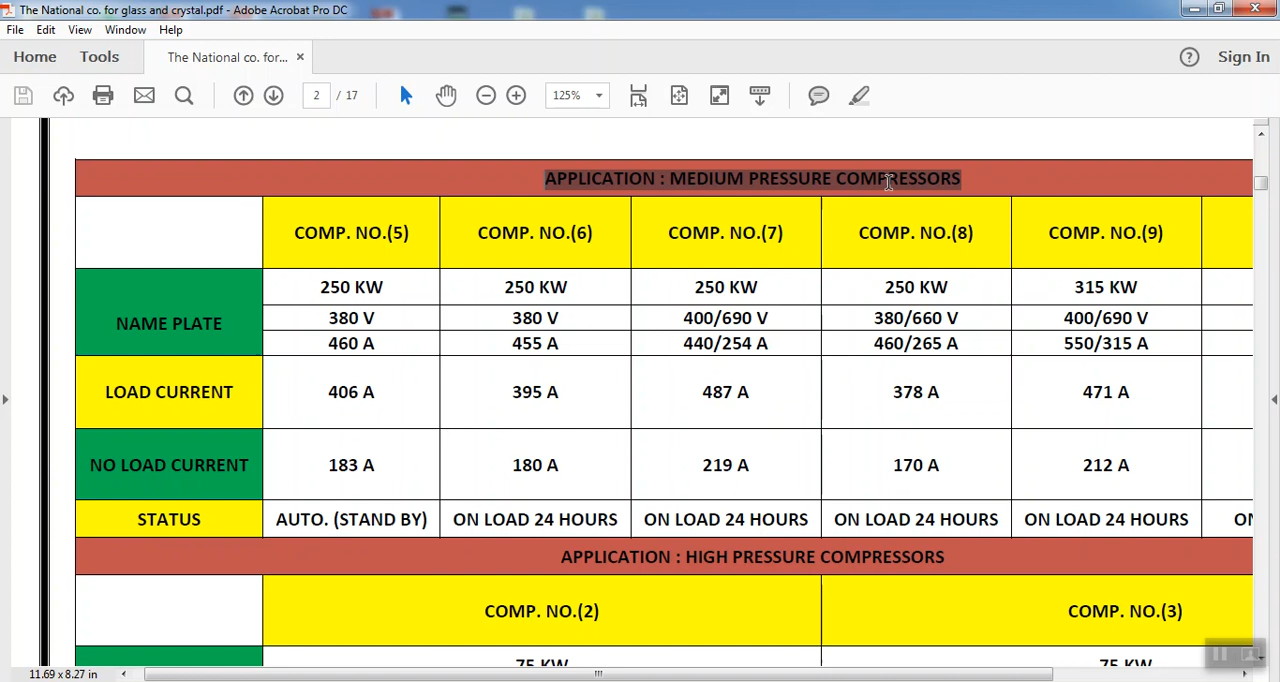 The National co. for glass and crystal.pdf - Adobe Acrobat Pro DC
File Edit View Window Help
Home Tools The National co. for... × Sign In
2 / 17 125%
APPLICATION : MEDIUM PRESSURE COMPRESSORS
COMP. NO.(5) COMP. NO.(6) COMP. NO.(7) COMP. NO.(8) COMP. NO.(9)
NAME PLATE
250 KW 250 KW 250 KW 250 KW 315 KW
380 V 380 V 400/690 V 380/660 V 400/690 V
460 A 455 A 440/254 A 460/265 A 550/315 A
LOAD CURRENT 406 A 395 A 487 A 378 A 471 A
NO LOAD CURRENT 183 A 180 A 219 A 170 A 212 A
STATUS AUTO. (STAND BY) ON LOAD 24 HOURS ON LOAD 24 HOURS ON LOAD 24 HOURS ON LOAD 24 HOURS ON
APPLICATION : HIGH PRESSURE COMPRESSORS
COMP. NO.(2) COMP. NO.(3)
75 KW 75 KW
11.69 x 8.27 in